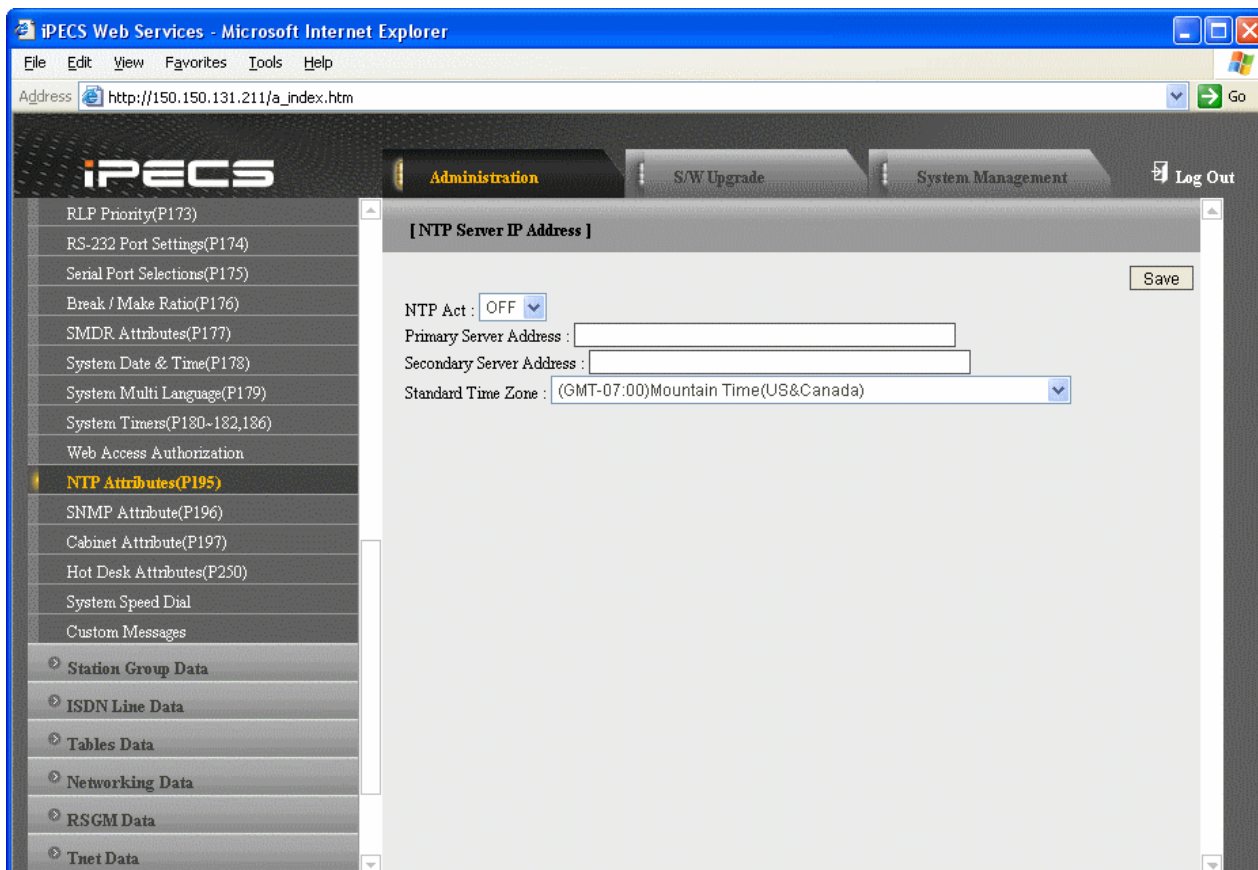 iPECS Web Services - Microsoft Internet Explorer
File Edit View Favorites Tools Help
Address http://150.150.131.211/a_index.htm Go
iPECS Administration S/W Upgrade System Management Log Out
RLP Priority(P173)
RS-232 Port Settings(P174)
Serial Port Selections(P175)
Break / Make Ratio(P176)
SMDR Attributes(P177)
System Date & Time(P178)
System Multi Language(P179)
System Timers(P180~182,186)
Web Access Authorization
NTP Attributes(P195)
SNMP Attribute(P196)
Cabinet Attribute(P197)
Hot Desk Attributes(P250)
System Speed Dial
Custom Messages
Station Group Data
ISDN Line Data
Tables Data
Networking Data
RSGM Data
Tnet Data
[ NTP Server IP Address ]
Save
NTP Act : OFF
Primary Server Address :
Secondary Server Address :
Standard Time Zone : (GMT-07:00)Mountain Time(US&Canada)